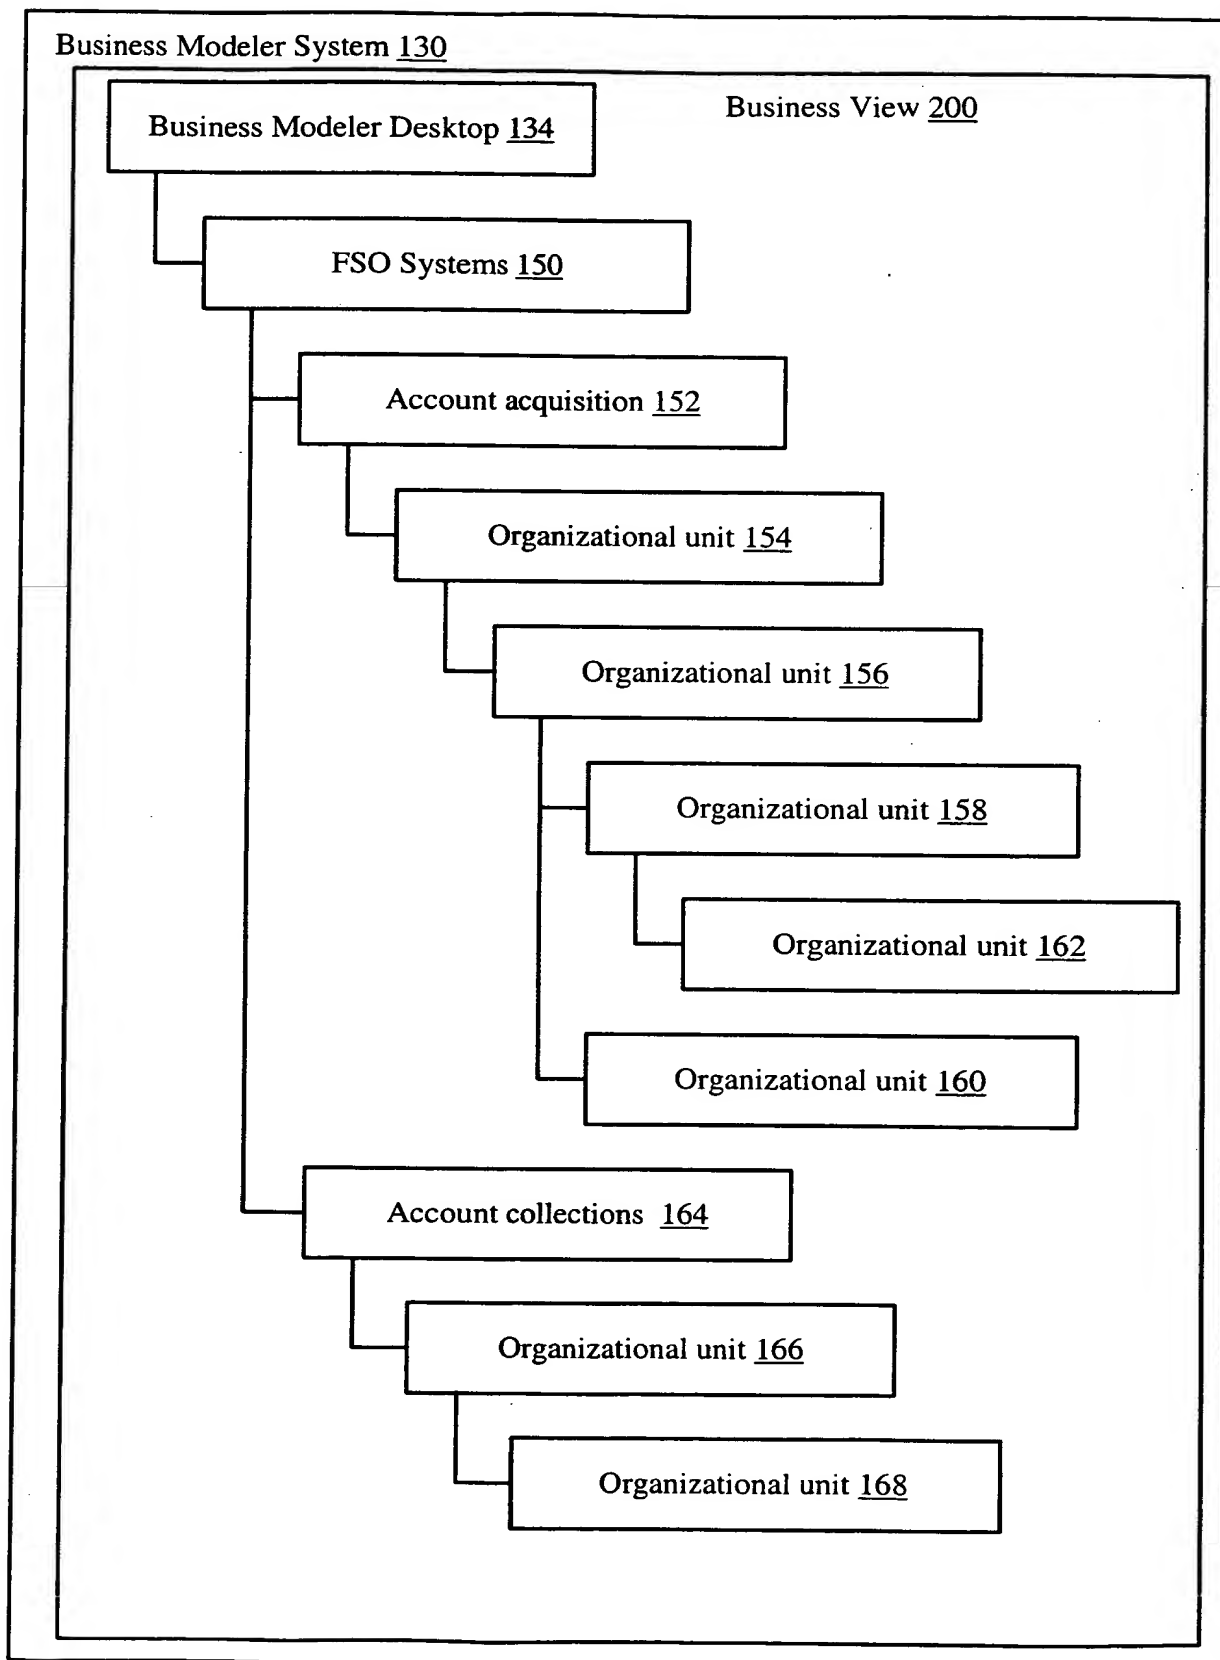 Business Modeler System 130
Business View 200
Business Modeler Desktop 134
FSO Systems 150
Account acquisition 152
Organizational unit 154
Organizational unit 156
Organizational unit 158
Organizational unit 162
Organizational unit 160
Account collections 164
Organizational unit 166
Organizational unit 168